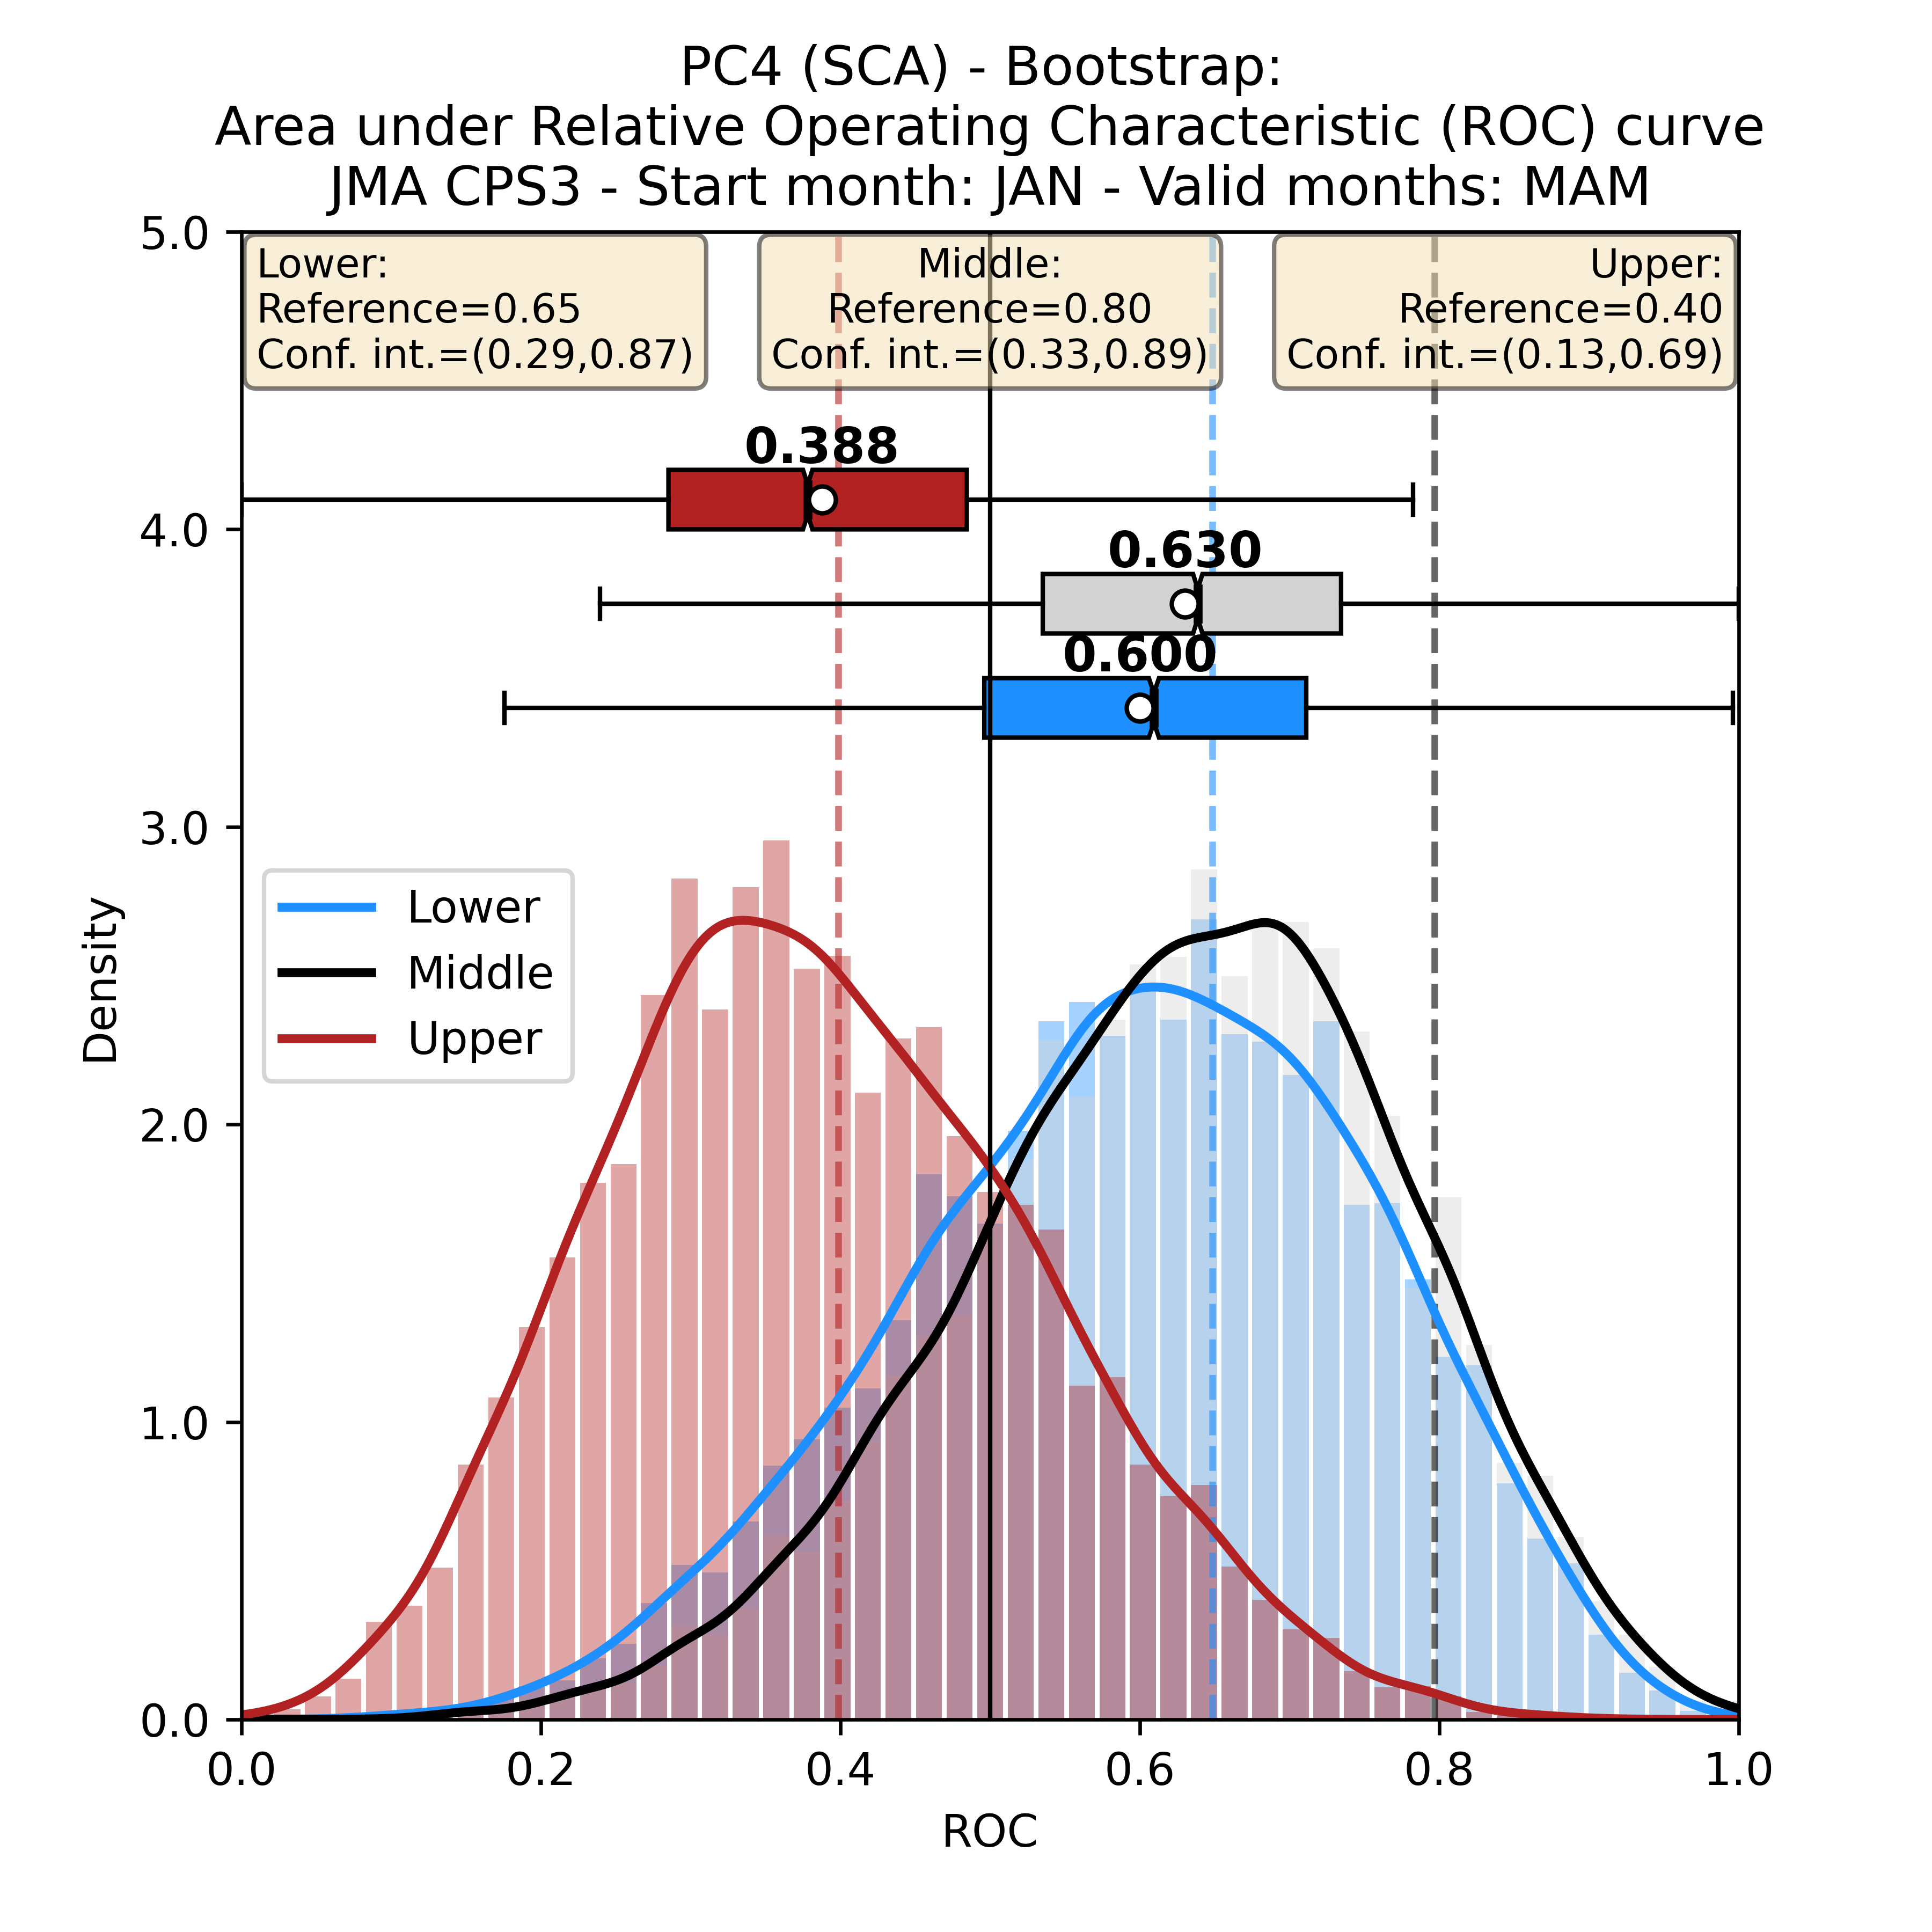 PC4 (SCA) - Bootstrap:
Area under Relative Operating Characteristic (ROC) curve
JMA CPS3 - Start month: JAN - Valid months: MAM
Lower:
Reference=0.65
Conf. int.=(0.29,0.87)
Middle:
Reference=0.80
Conf. int.=(0.33,0.89)
Upper:
Reference=0.40
Conf. int.=(0.13,0.69)
0.388
0.630
0.600
Lower
Middle
Upper
Density
5.0
4.0
3.0
2.0
1.0
0.0
0.0 0.2 0.4 0.6 0.8 1.0
ROC